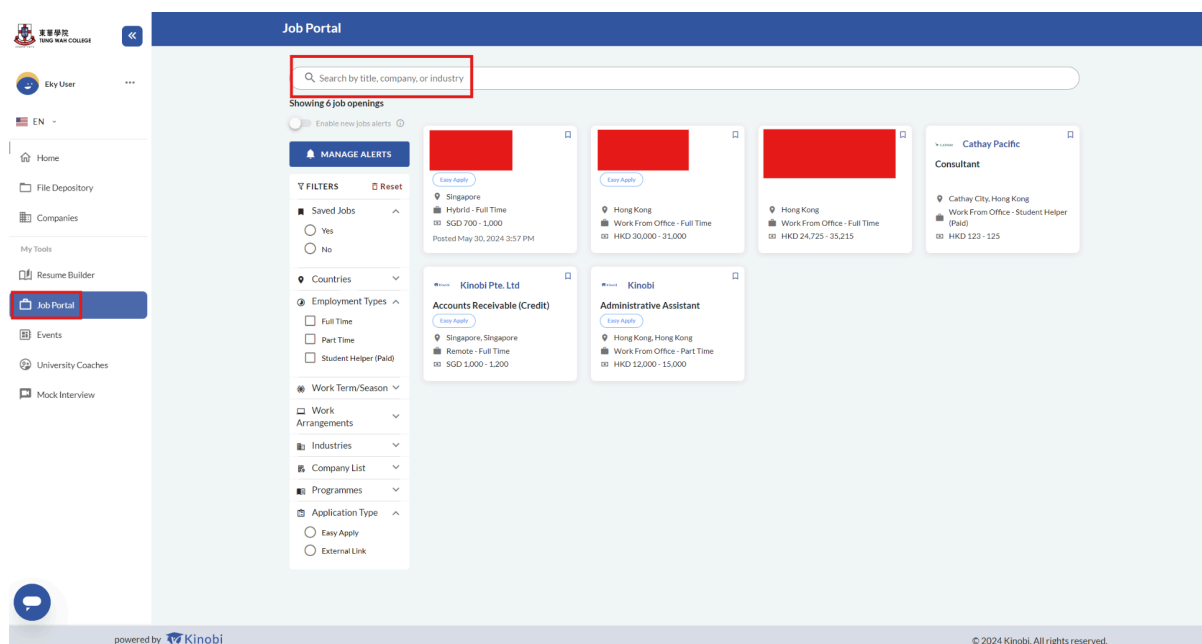 東華學院
TUNG WAH COLLEGE
Eky User
EN
Home
File Depository
Companies
My Tools
Resume Builder
Job Portal
Events
University Coaches
Mock Interview
Job Portal
Search by title, company, or industry
Showing 6 job openings
Enable new jobs alerts
MANAGE ALERTS
FILTERS Reset
Saved Jobs
Yes
No
Countries
Employment Types
Full Time
Part Time
Student Helper (Paid)
Work Term/Season
Work
Arrangements
Industries
Company List
Programmes
Application Type
Easy Apply
External Link
Easy Apply
Singapore
Hybrid - Full Time
SGD 700 - 1,000
Posted May 30, 2024 3:57 PM
Easy Apply
Hong Kong
Work From Office - Full Time
HKD 30,000 - 31,000
Hong Kong
Work From Office - Full Time
HKD 24,725 - 35,215
Cathay Pacific
Consultant
Cathay City, Hong Kong
Work From Office - Student Helper
(Paid)
HKD 123 - 125
Kinobi Pte. Ltd
Accounts Receivable (Credit)
Easy Apply
Singapore, Singapore
Remote - Full Time
SGD 1,000 - 1,200
Kinobi
Administrative Assistant
Easy Apply
Hong Kong, Hong Kong
Work From Office - Part Time
HKD 12,000 - 15,000
powered by Kinobi
© 2024 Kinobi. All rights reserved.